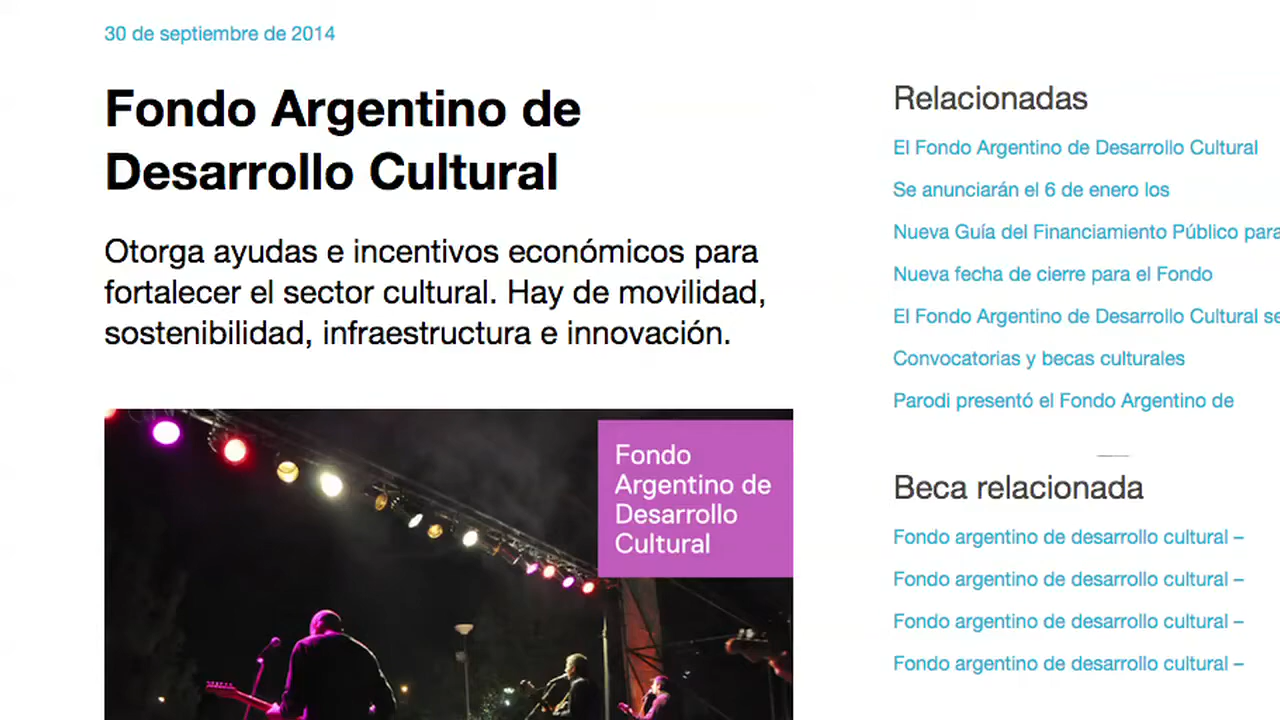 30 de septiembre de 2014
Fondo Argentino de
Desarrollo Cultural
Otorga ayudas e incentivos económicos para
fortalecer el sector cultural. Hay de movilidad,
sostenibilidad, infraestructura e innovación.
Fondo
Argentino de
Desarrollo
Cultural
Relacionadas
El Fondo Argentino de Desarrollo Cultural
Se anunciarán el 6 de enero los
Nueva Guía del Financiamiento Público para
Nueva fecha de cierre para el Fondo
El Fondo Argentino de Desarrollo Cultural se
Convocatorias y becas culturales
Parodi presentó el Fondo Argentino de
Beca relacionada
Fondo argentino de desarrollo cultural –
Fondo argentino de desarrollo cultural –
Fondo argentino de desarrollo cultural –
Fondo argentino de desarrollo cultural –